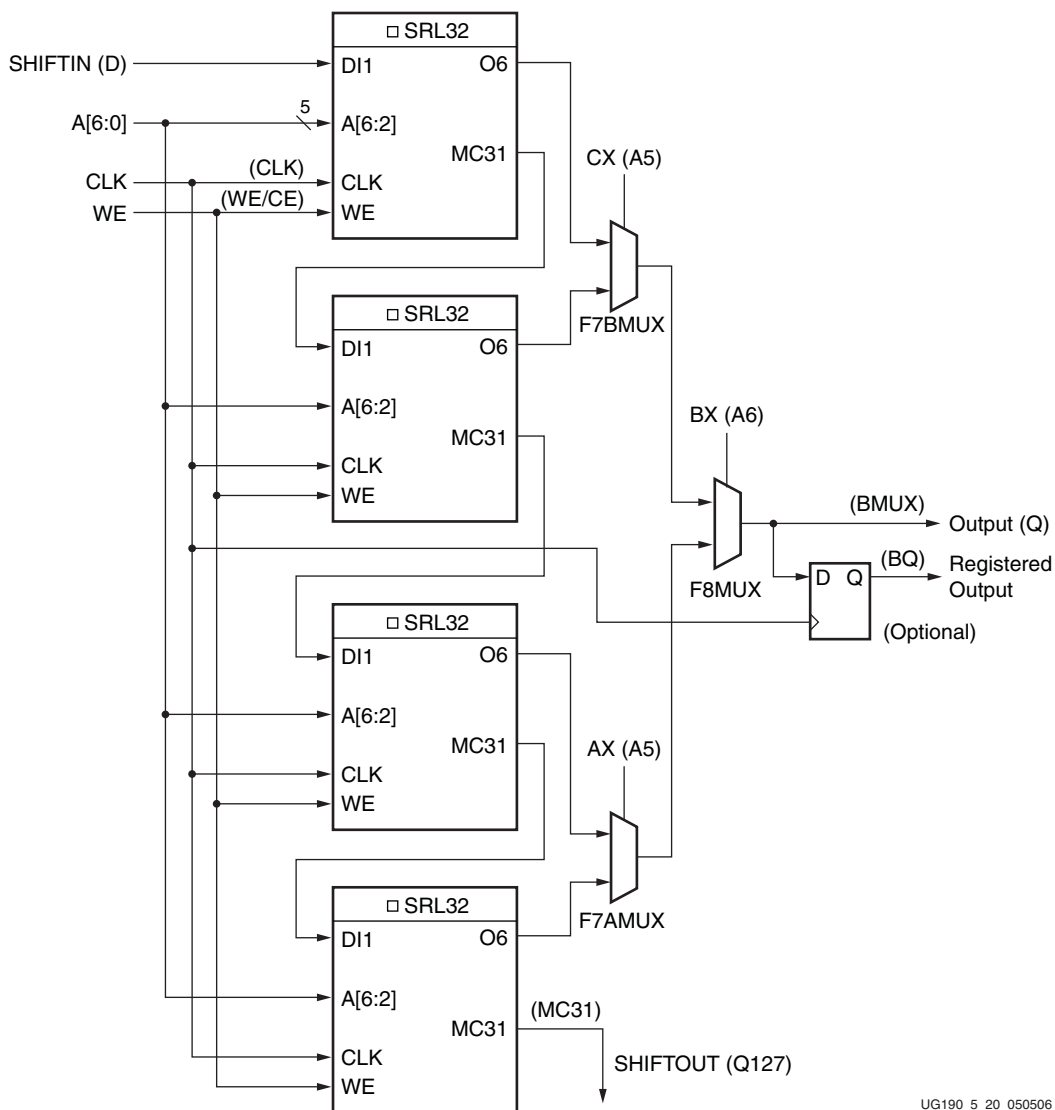 SRL32
SHIFTIN (D)
DI1
O6
A[6:0]
5
A[6:2]
MC31
CX (A5)
CLK
(CLK)
CLK
WE
(WE/CE)
WE
F7BMUX
SRL32
DI1
O6
A[6:2]
MC31
CLK
WE
BX (A6)
(BMUX)
Output (Q)
F8MUX
D Q
(BQ)
Registered
Output
(Optional)
SRL32
DI1
O6
A[6:2]
MC31
CLK
WE
AX (A5)
F7AMUX
SRL32
DI1
O6
A[6:2]
MC31
(MC31)
CLK
WE
SHIFTOUT (Q127)
UG190_5_20_050506